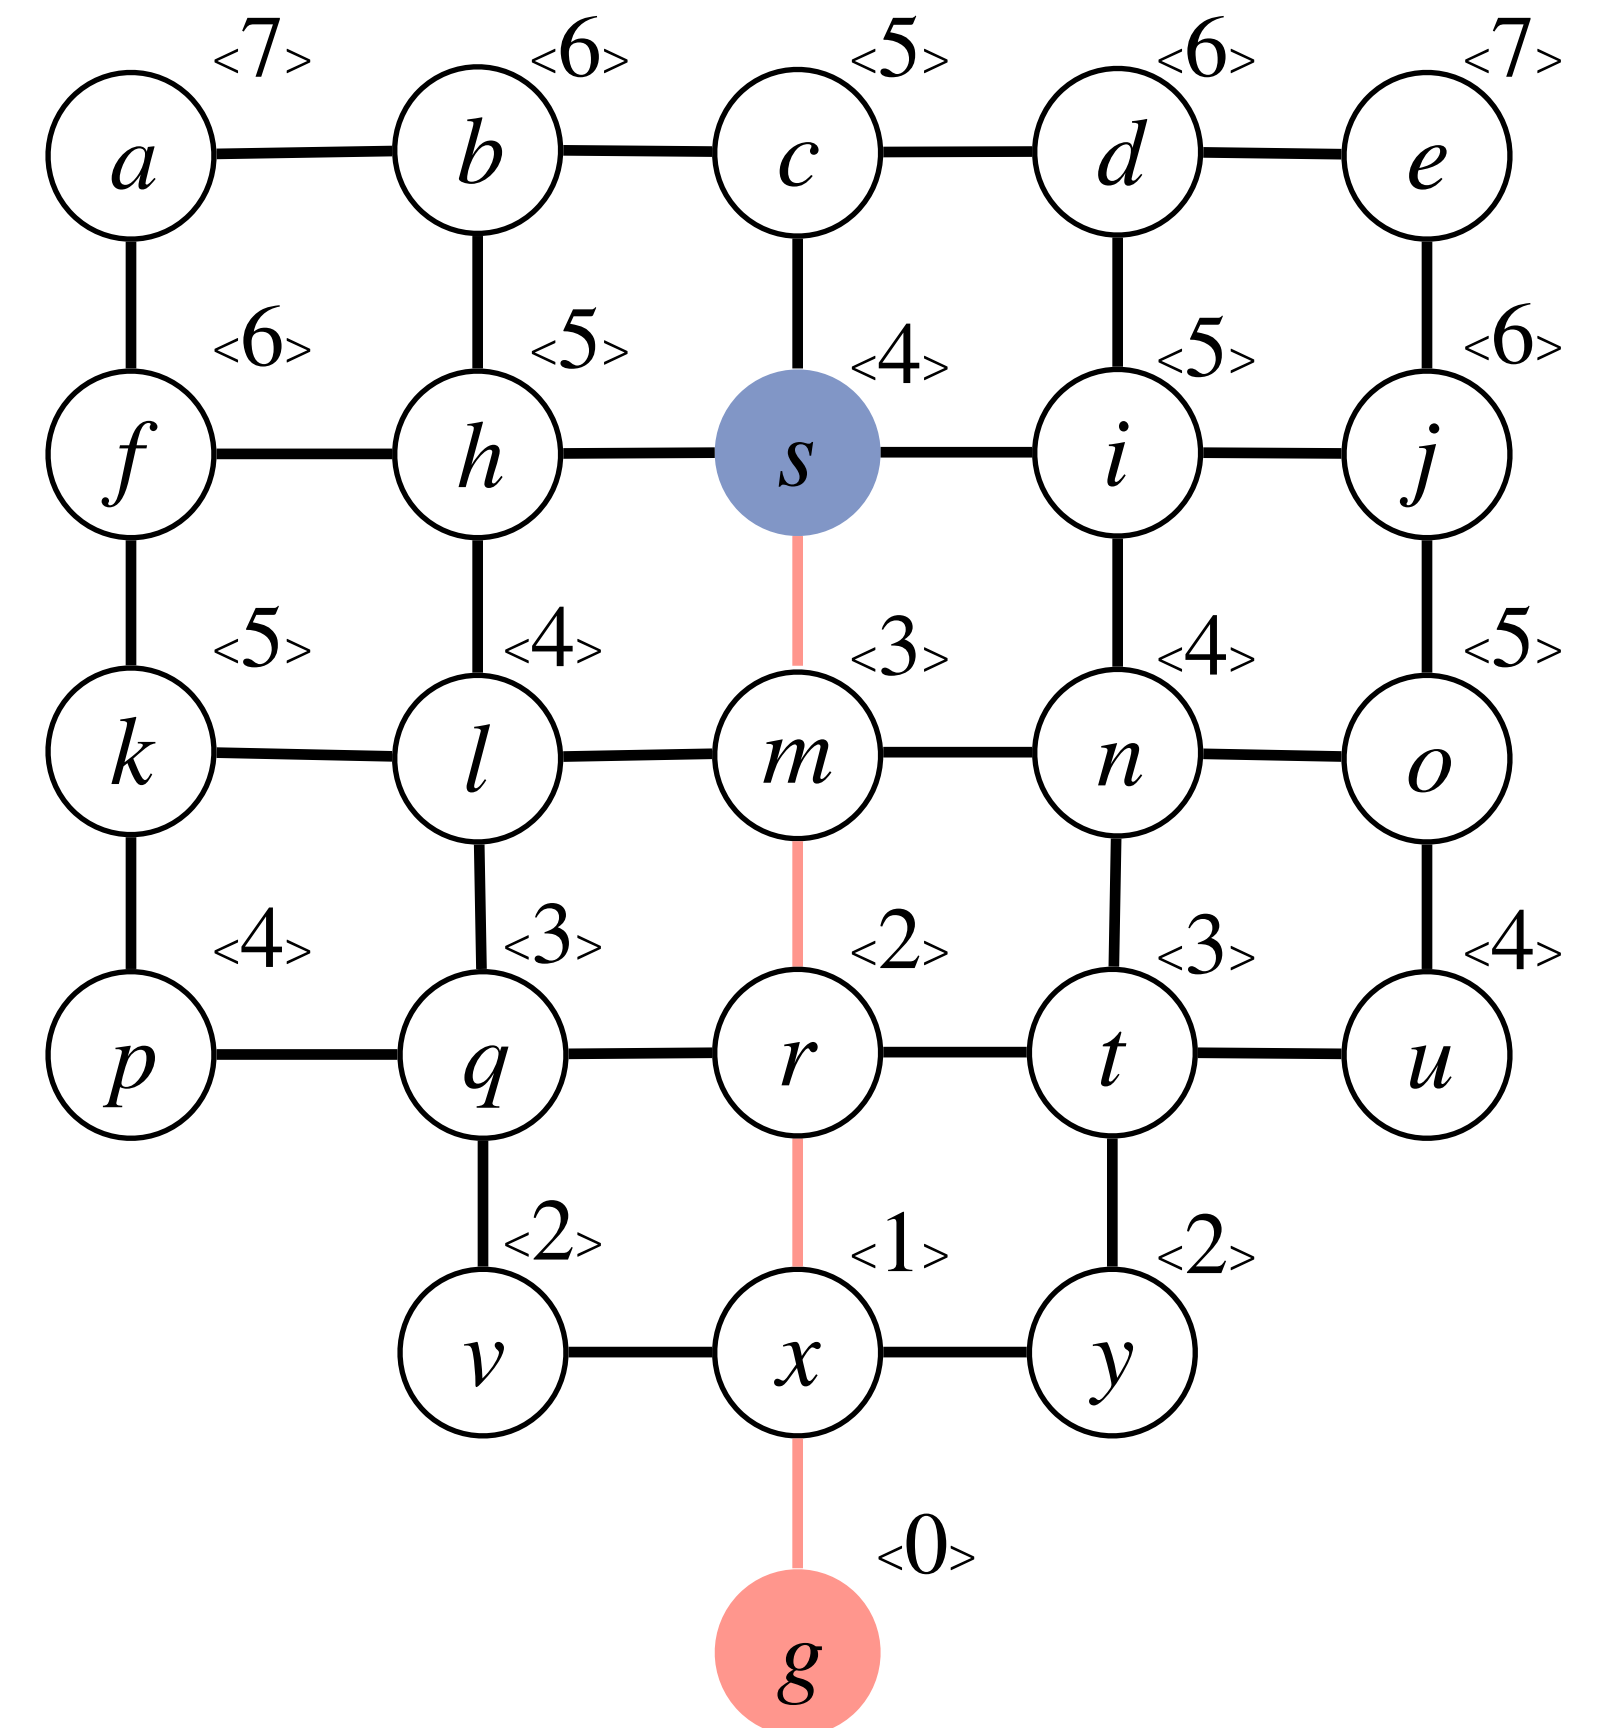 <7> <6> <5> <6> <7>
a b c d e
<6> <5> <4> <5> <6>
f h s i j
<5> <4> <3> <4> <5>
k l m n o
<4> <3> <2> <3> <4>
p q r t u
<2> <1> <2>
v x y
<0>
g